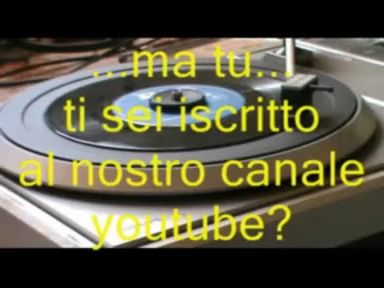 ...ma tu...
ti sei iscritto
al nostro canale
youtube?